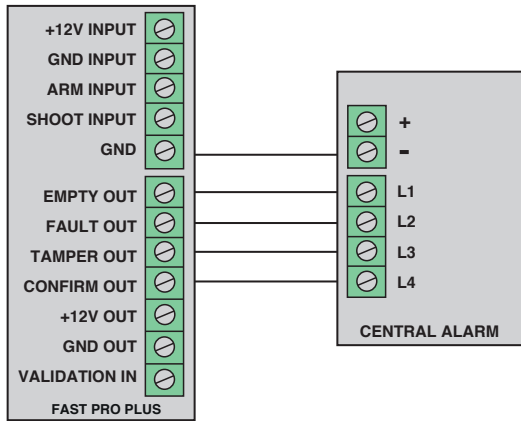 +12V INPUT
GND INPUT
ARM INPUT
SHOOT INPUT
GND
EMPTY OUT
FAULT OUT
TAMPER OUT
CONFIRM OUT
+12V OUT
GND OUT
VALIDATION IN
FAST PRO PLUS
+
-
L1
L2
L3
L4
CENTRAL ALARM